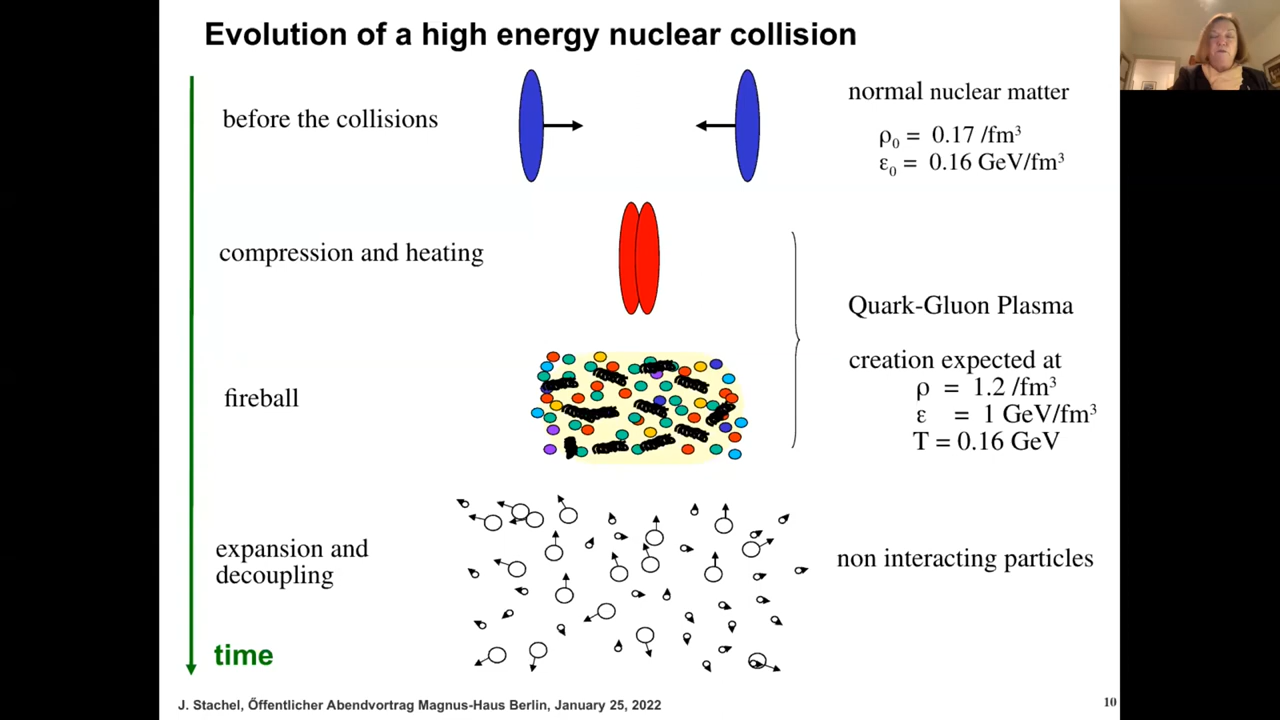 Evolution of a high energy nuclear collision
before the collisions
normal nuclear matter
ρ₀ = 0.17 /fm³
ε₀ = 0.16 GeV/fm³
compression and heating
Quark-Gluon Plasma
creation expected at
ρ = 1.2 /fm³
ε = 1 GeV/fm³
T = 0.16 GeV
fireball
expansion and
decoupling
non interacting particles
time
J. Stachel, Őffentlicher Abendvortrag Magnus-Haus Berlin, January 25, 2022
10